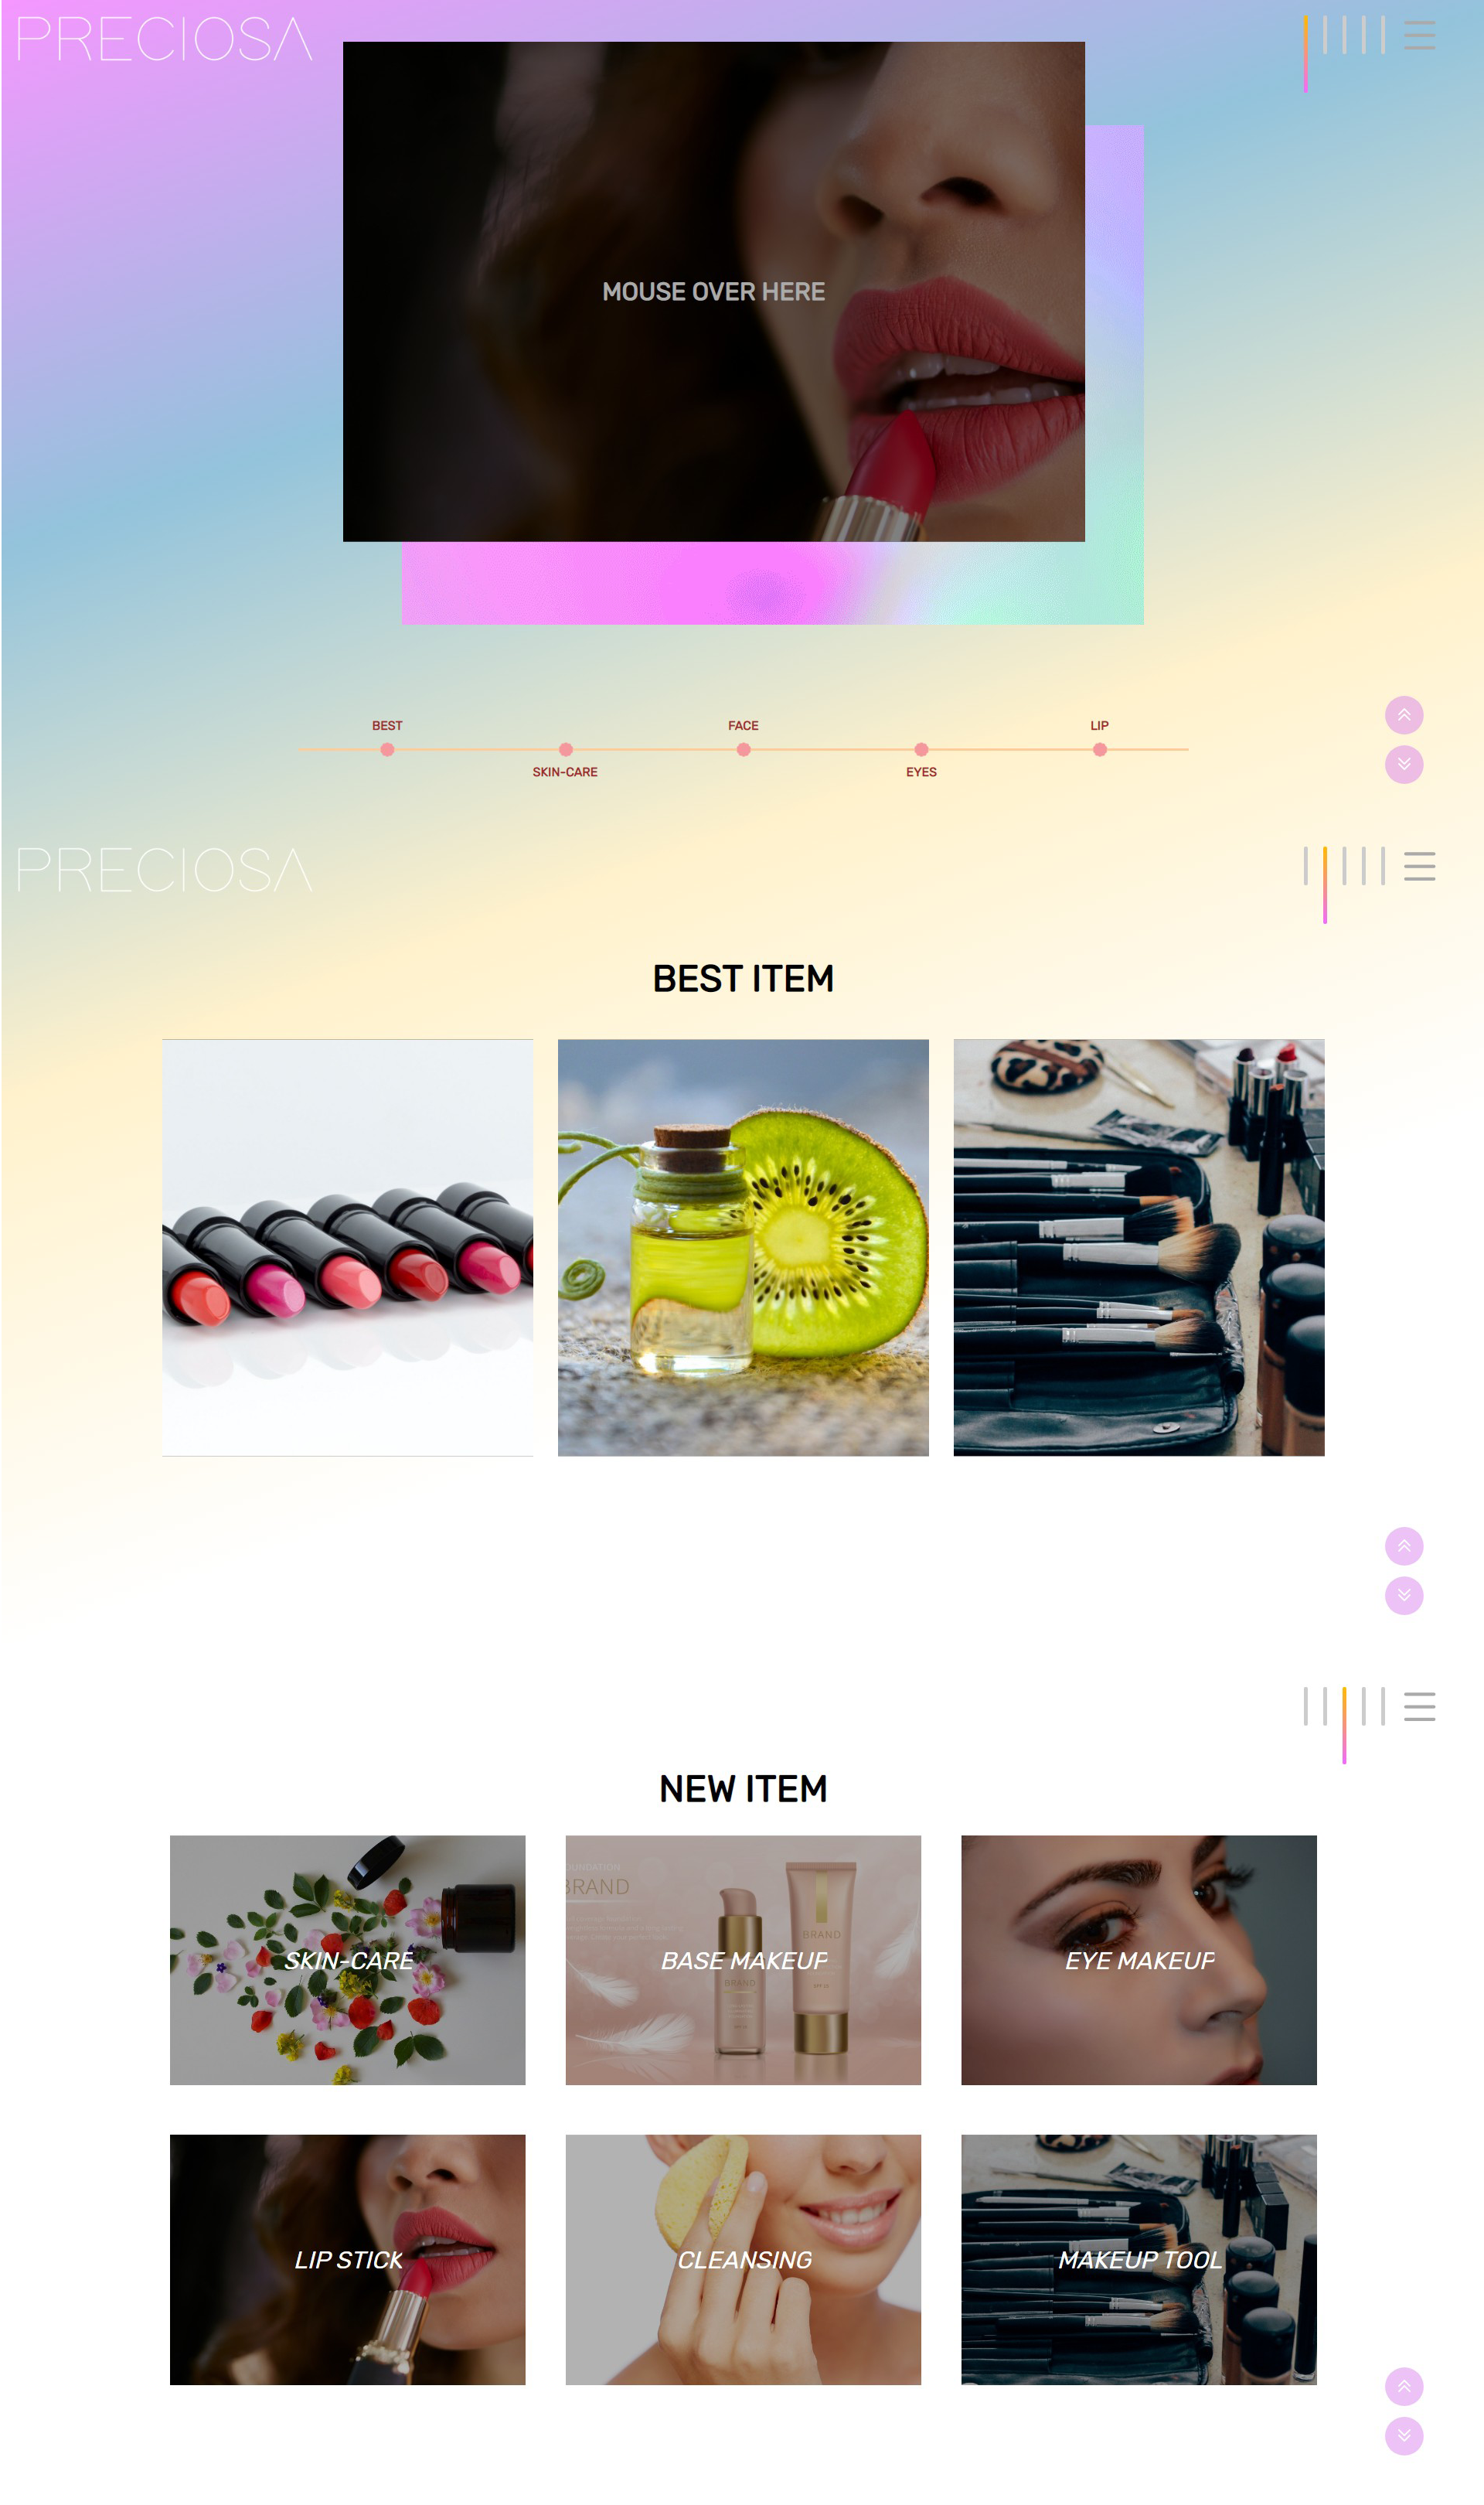 PRECIOSA
MOUSE OVER HERE
BEST
FACE
LIP
SKIN-CARE
EYES
PRECIOSA
BEST ITEM
NEW ITEM
SKIN-CARE
BRAND
BRAND
BRAND
BASE MAKEUP
EYE MAKEUP
LIP STICK
CLEANSING
MAKEUP TOOL